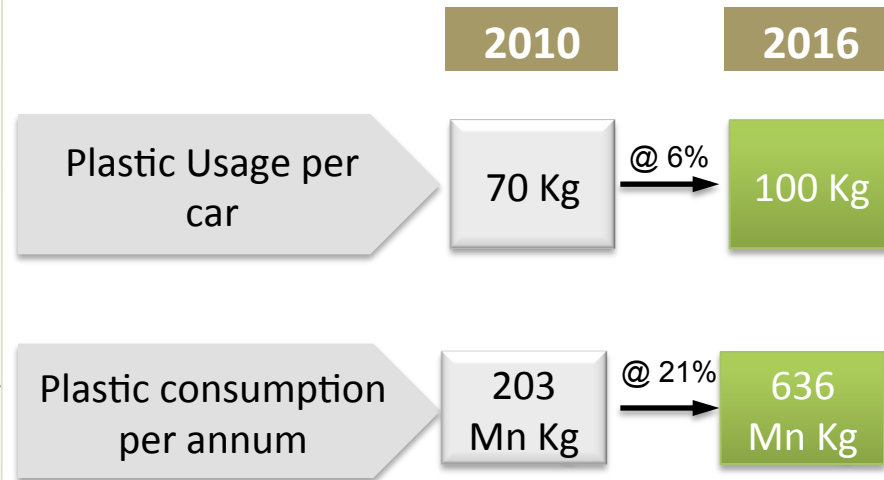 2010
2016
Plastic Usage per
car
70 Kg
@ 6%
100 Kg
Plastic consumption
per annum
203
Mn Kg
@ 21%
636
Mn Kg